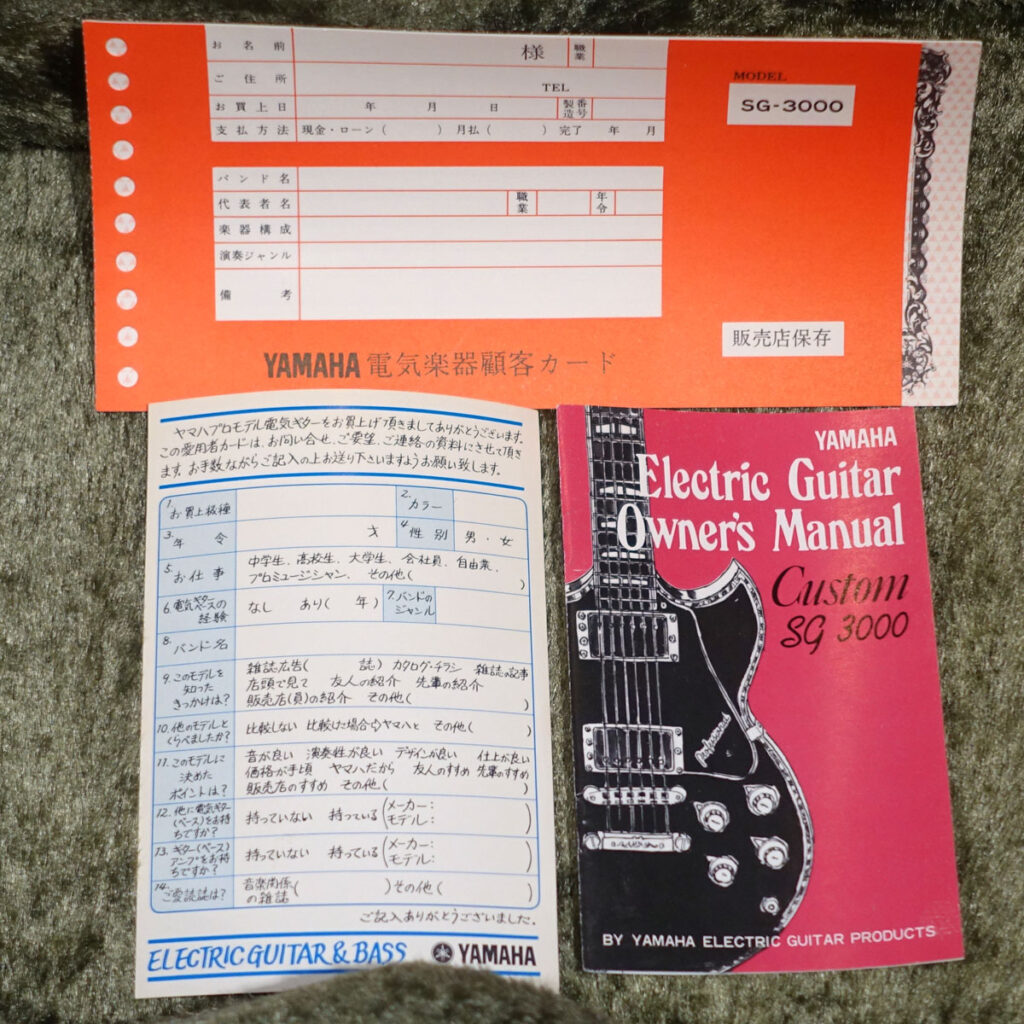 お名前 様 職業
ご住所 TEL
お買上日 年 月 日 製造番号
支払方法 現金・ローン( ) 月払( ) 完了 年 月
MODEL
SG-3000
バンド名
代表者名 職業 年令
楽器構成
演奏ジャンル
備考
販売店保存
YAMAHA 電気楽器顧客カード
ヤマハプロモデル電気ギターをお買上げ頂きましてありがとうございます。
この愛用者カードは、お問い合せ、ご要望、ご連絡の資料にさせて頂き
ます。お手数ながらご記入の上お送り下さいますようお願い致します。
1. お買上機種 2. カラー
3. 年令 才 4. 性別 男・女
5. お仕事 中学生、高校生、大学生、会社員、自由業、
プロミュージシャン、その他( )
6. 電気ギター ベースの 経験 なし あり( 年) 7. バンドの ジャンル
8. バンド名
9. このモデルを 知った きっかけは? 雑誌広告( 誌) カタログ・チラシ 雑誌の記事
店頭で見て 友人の紹介 先輩の紹介
販売店(員)の紹介 その他( )
10. 他のモデルと くらべましたか? 比較しない 比較した場合⇨ヤマハと その他( )
11. このモデルに 決めた ポイントは? 音が良い 演奏性が良い デザインが良い 仕上が良い
価格が手頃 ヤマハだから 友人のすすめ 先輩のすすめ
販売店のすすめ その他( )
12. 他に電気ギター (ベース)をお持 ちですか? 持っていない 持っている (メーカー: モデル: )
13. ギター(ベース) アンプをお持 ちですか? 持っていない 持っている (メーカー: モデル: )
14. ご愛読誌は? 音楽関係 の雑誌 ( ) その他( )
ご記入ありがとうございました。
ELECTRIC GUITAR & BASS YAMAHA
YAMAHA
Electric Guitar
Owner's Manual
Custom
SG 3000
Professional
BY YAMAHA ELECTRIC GUITAR PRODUCTS